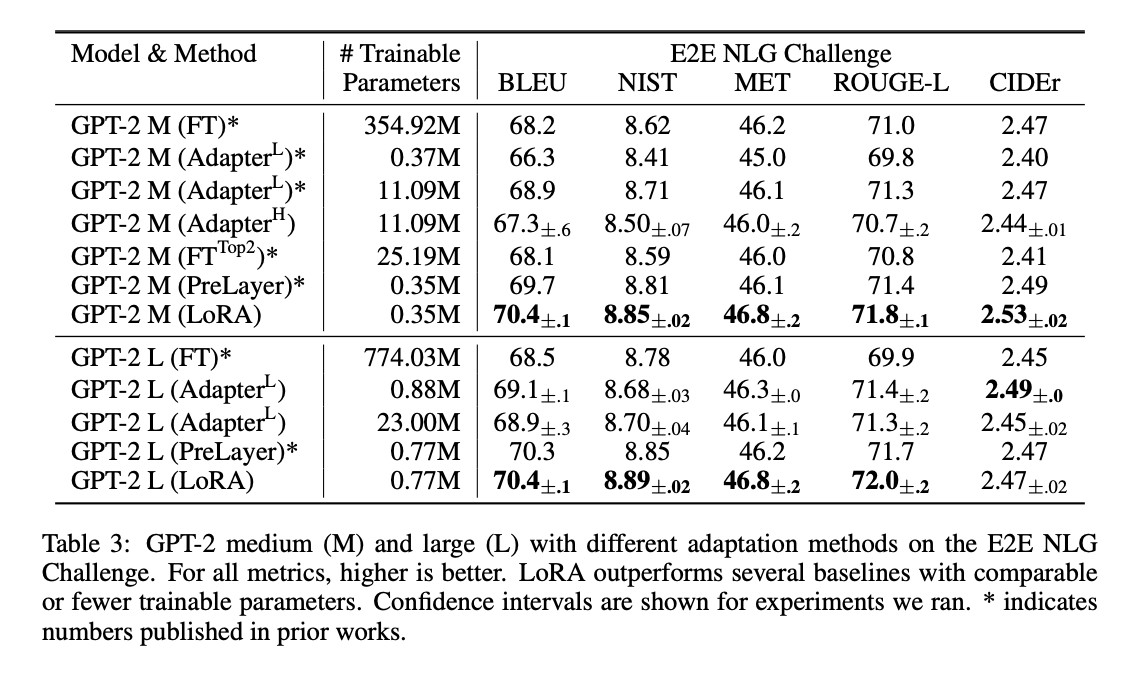 Model & Method # Trainable E2E NLG Challenge
Parameters BLEU NIST MET ROUGE-L CIDEr
GPT-2 M (FT)* 354.92M 68.2 8.62 46.2 71.0 2.47
GPT-2 M (Adapterᴸ)* 0.37M 66.3 8.41 45.0 69.8 2.40
GPT-2 M (Adapterᴸ)* 11.09M 68.9 8.71 46.1 71.3 2.47
GPT-2 M (Adapterᴴ) 11.09M 67.3±.6 8.50±.07 46.0±.2 70.7±.2 2.44±.01
GPT-2 M (FTᵀᵒᵖ²)* 25.19M 68.1 8.59 46.0 70.8 2.41
GPT-2 M (PreLayer)* 0.35M 69.7 8.81 46.1 71.4 2.49
GPT-2 M (LoRA) 0.35M 70.4±.1 8.85±.02 46.8±.2 71.8±.1 2.53±.02
GPT-2 L (FT)* 774.03M 68.5 8.78 46.0 69.9 2.45
GPT-2 L (Adapterᴸ) 0.88M 69.1±.1 8.68±.03 46.3±.0 71.4±.2 2.49±.0
GPT-2 L (Adapterᴸ) 23.00M 68.9±.3 8.70±.04 46.1±.1 71.3±.2 2.45±.02
GPT-2 L (PreLayer)* 0.77M 70.3 8.85 46.2 71.7 2.47
GPT-2 L (LoRA) 0.77M 70.4±.1 8.89±.02 46.8±.2 72.0±.2 2.47±.02
Table 3: GPT-2 medium (M) and large (L) with different adaptation methods on the E2E NLG
Challenge. For all metrics, higher is better. LoRA outperforms several baselines with comparable
or fewer trainable parameters. Confidence intervals are shown for experiments we ran. * indicates
numbers published in prior works.